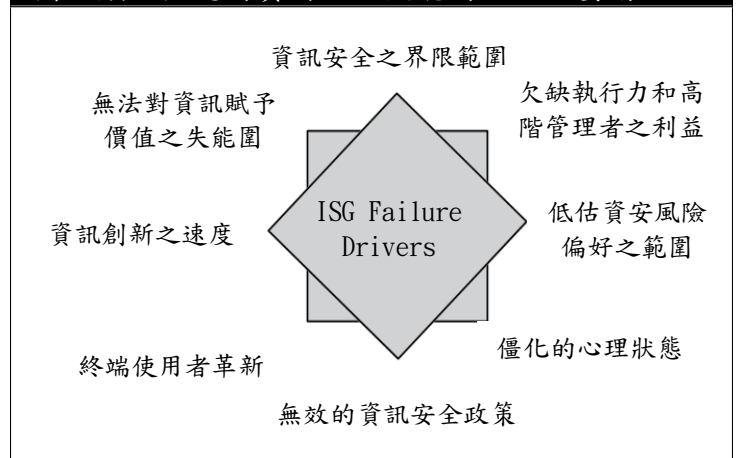 資訊安全之界限範圍
無法對資訊賦予
價值之失能圍
欠缺執行力和高
階管理者之利益
資訊創新之速度
ISG Failure
Drivers
低估資安風險
偏好之範圍
終端使用者革新
僵化的心理狀態
無效的資訊安全政策